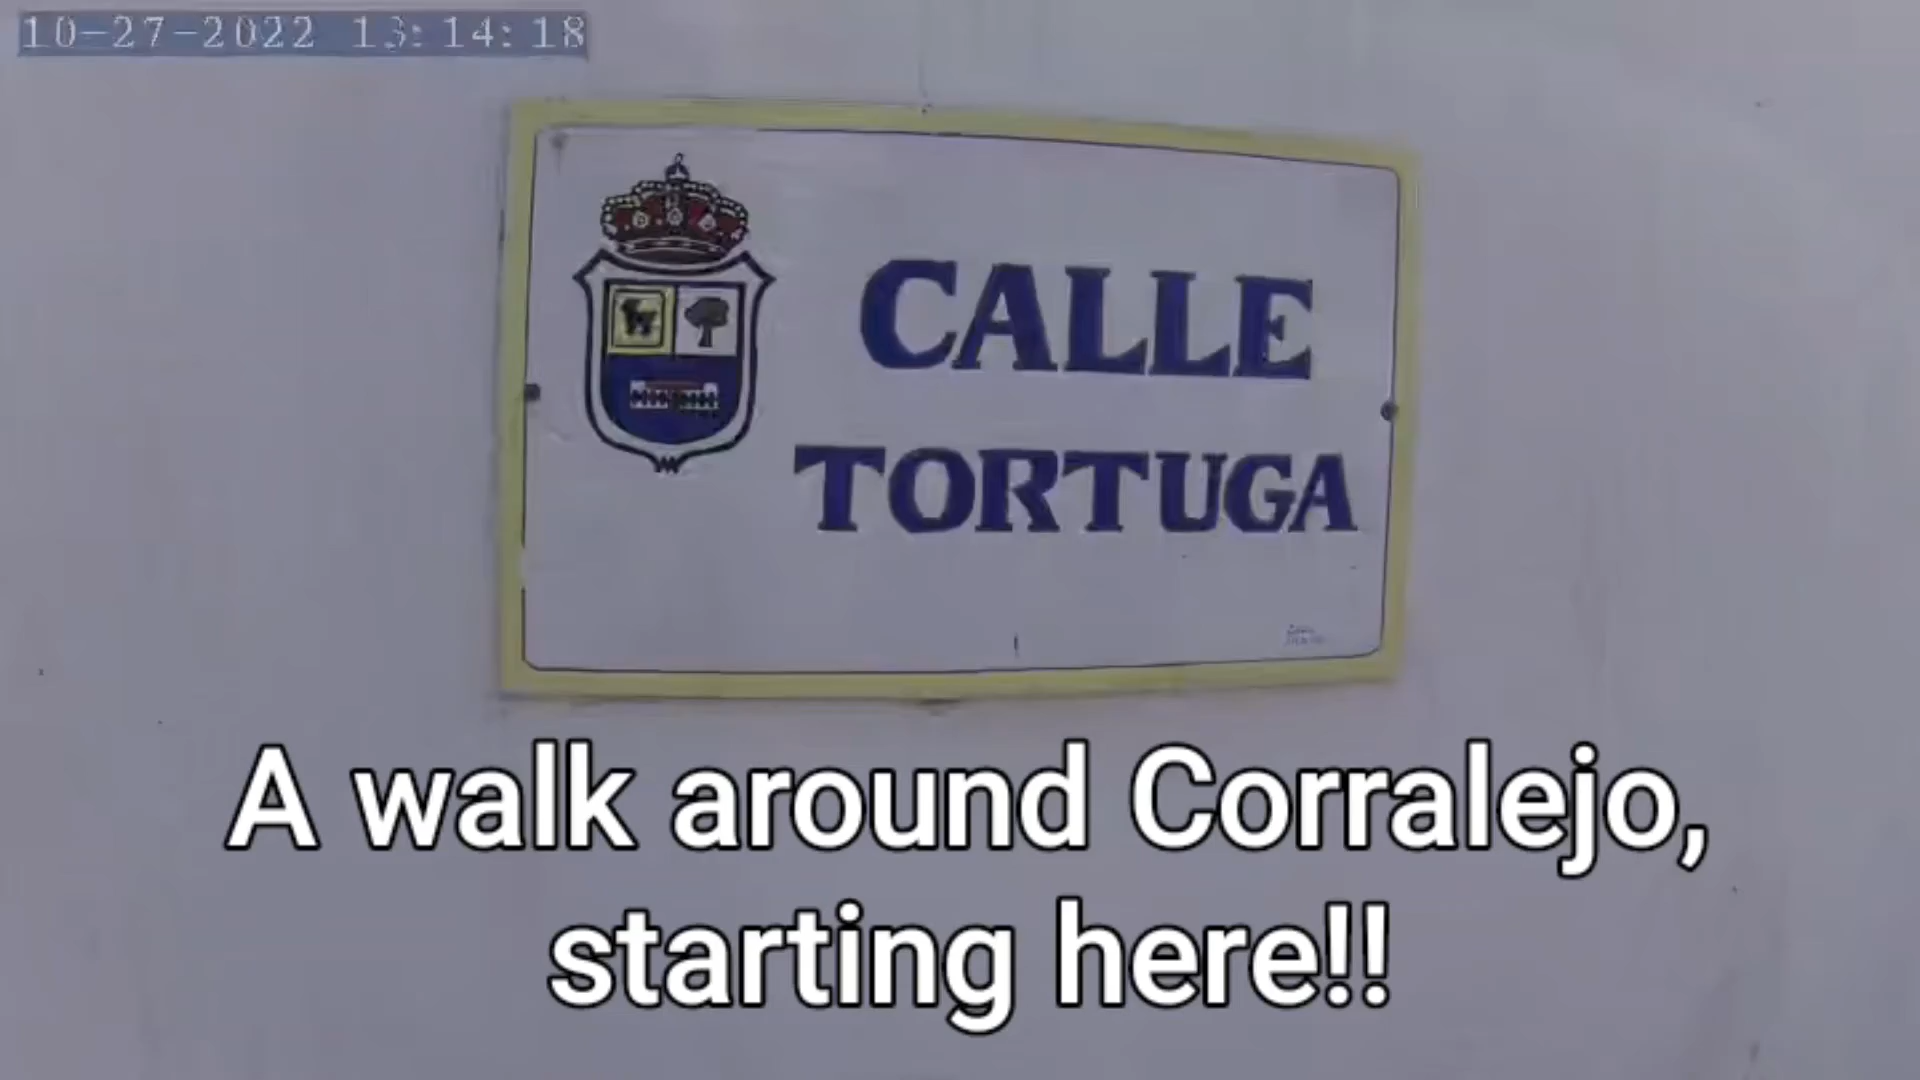 10-27-2022 13:14:18
CALLE
TORTUGA
A walk around Corralejo,
starting here!!